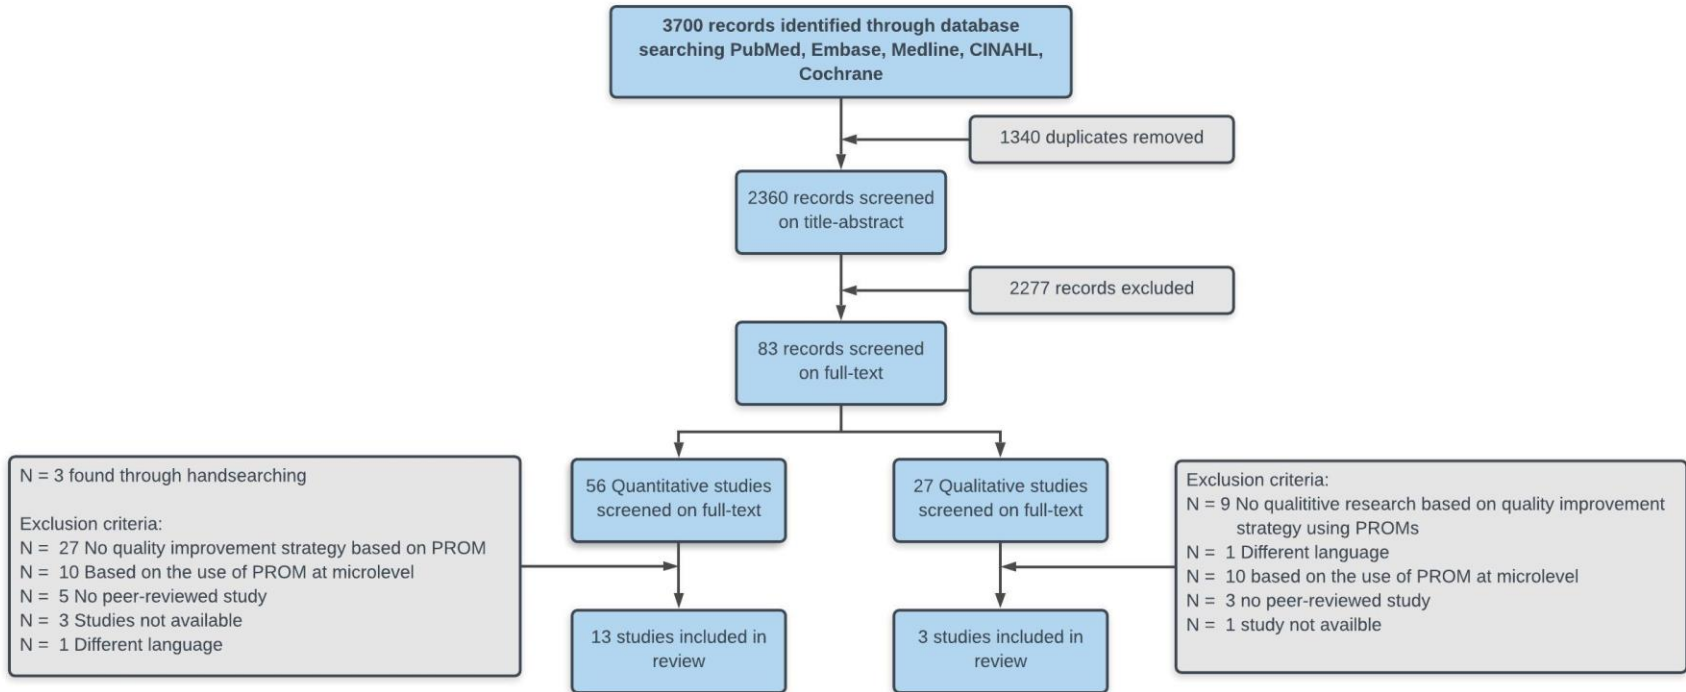 3700 records identified through database
searching PubMed, Embase, Medline, CINAHL,
Cochrane
1340 duplicates removed
2360 records screened
on title-abstract
2277 records excluded
83 records screened
on full-text
N = 3 found through handsearching
Exclusion criteria:
N = 27 No quality improvement strategy based on PROM
N = 10 Based on the use of PROM at microlevel
N = 5 No peer-reviewed study
N = 3 Studies not available
N = 1 Different language
56 Quantitative studies
screened on full-text
27 Qualitative studies
screened on full-text
Exclusion criteria:
N = 9 No qualititive research based on quality improvement
strategy using PROMs
N = 1 Different language
N = 10 based on the use of PROM at microlevel
N = 3 no peer-reviewed study
N = 1 study not availble
13 studies included in
review
3 studies included in
review